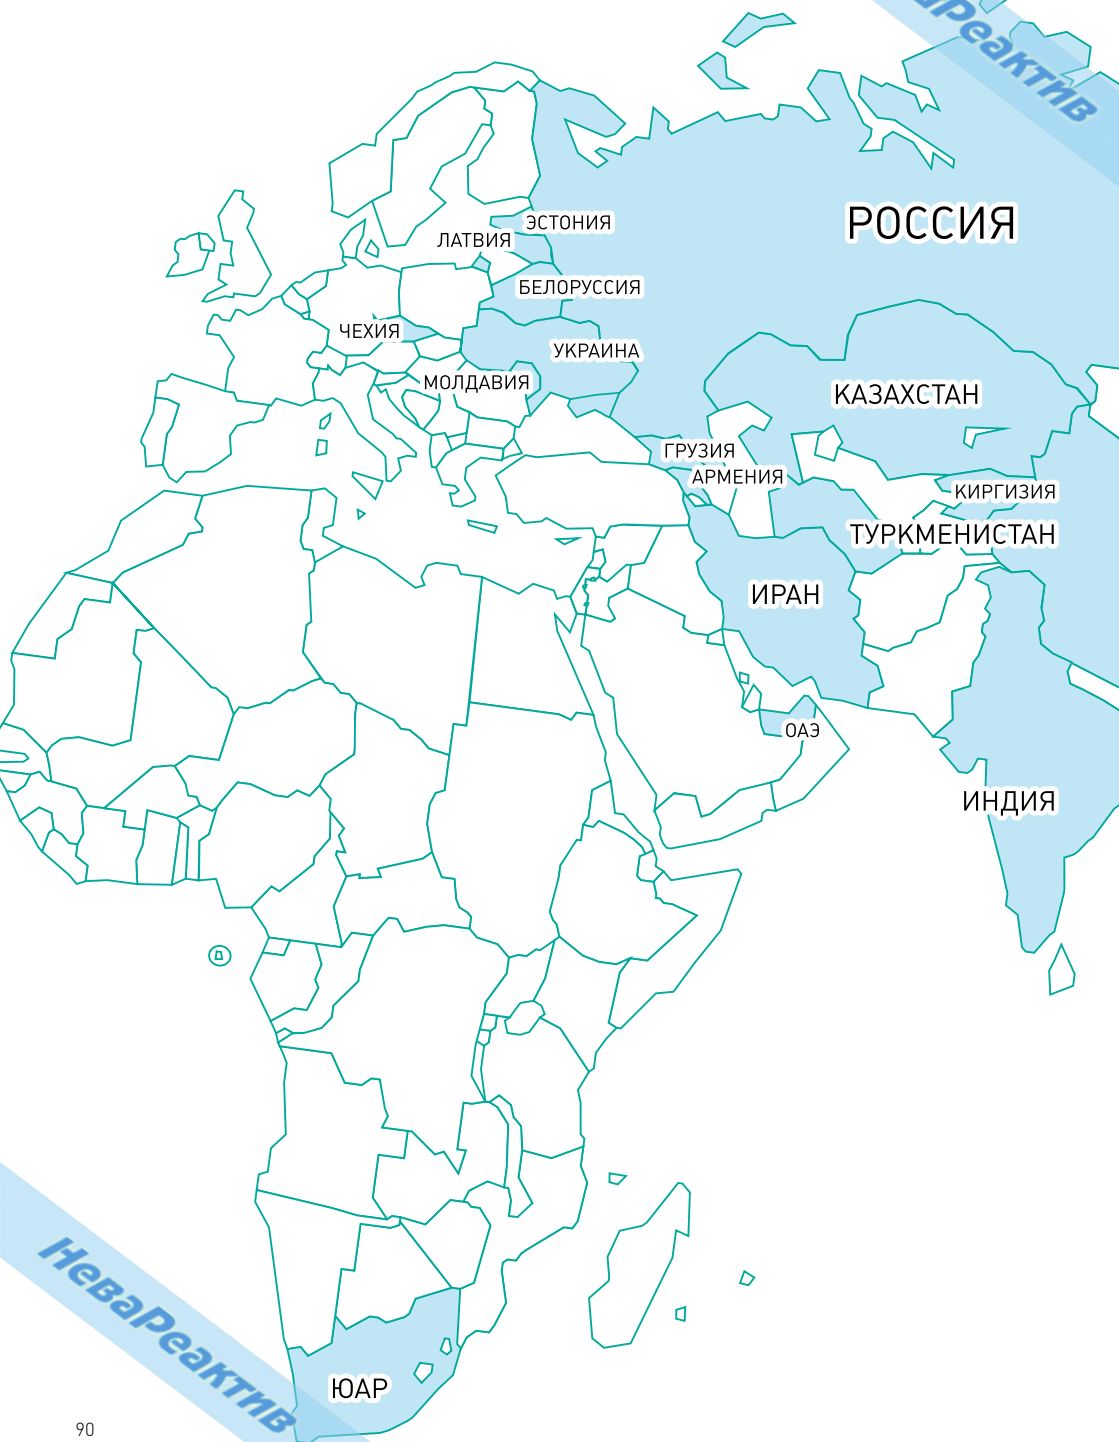 НеваРеактив
РОССИЯ
ЭСТОНИЯ
ЛАТВИЯ
БЕЛОРУССИЯ
ЧЕХИЯ
УКРАИНА
МОЛДАВИЯ
КАЗАХСТАН
ГРУЗИЯ
АРМЕНИЯ
КИРГИЗИЯ
ТУРКМЕНИСТАН
ИРАН
ОАЭ
ИНДИЯ
НеваРеактив
ЮАР
90